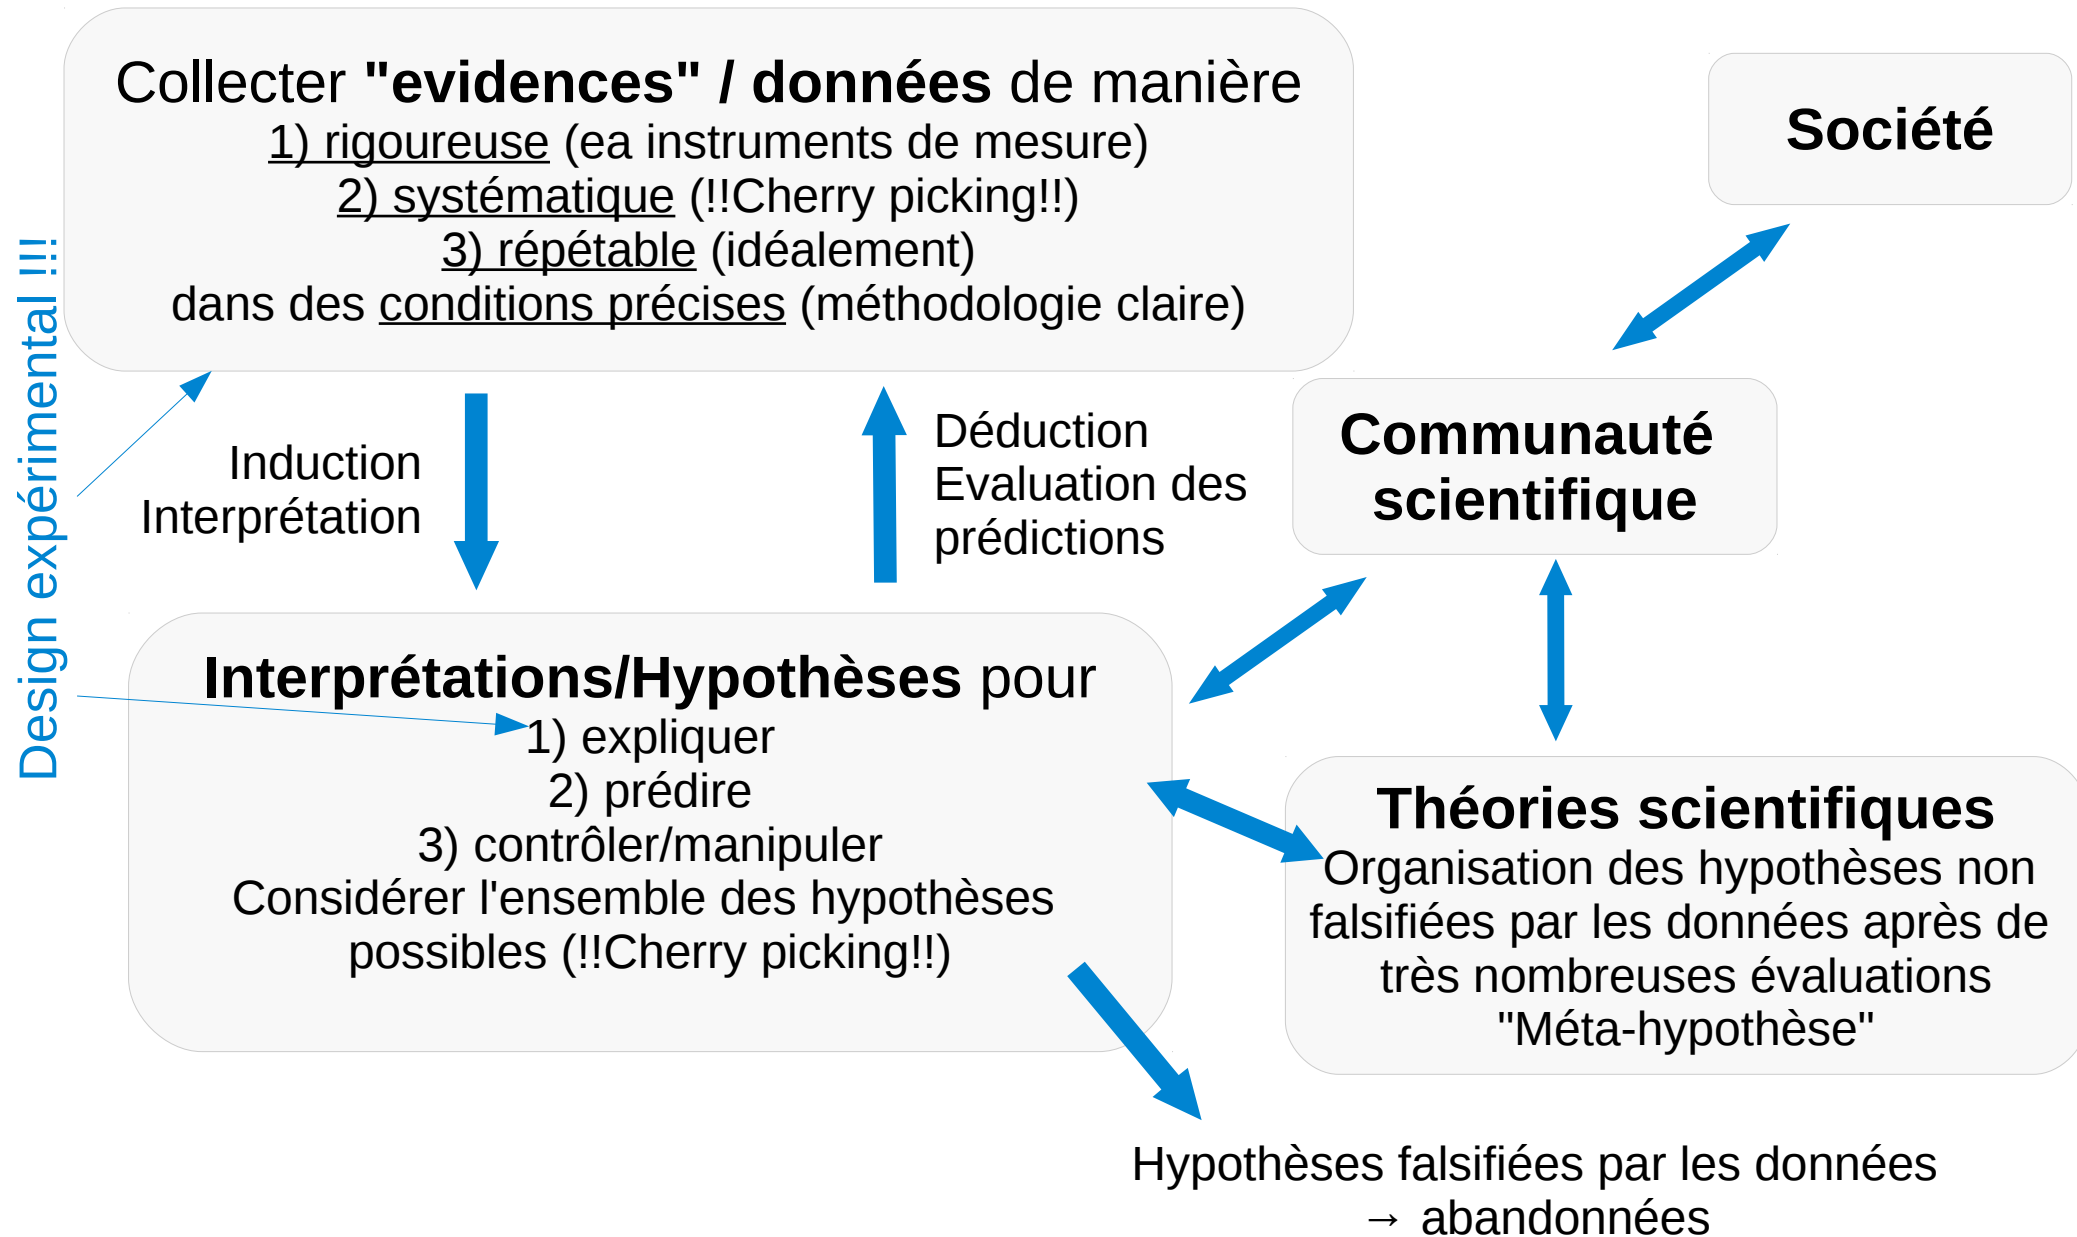 Collecter "evidences" / données de manière
1) rigoureuse (ea instruments de mesure)
2) systématique (!!Cherry picking!!)
3) répétable (idéalement)
dans des conditions précises (méthodologie claire)
Société
Design expérimental !!!
Induction
Interprétation
Déduction
Evaluation des
prédictions
Communauté
scientifique
Interprétations/Hypothèses pour
1) expliquer
2) prédire
3) contrôler/manipuler
Considérer l'ensemble des hypothèses
possibles (!!Cherry picking!!)
Théories scientifiques
Organisation des hypothèses non
falsifiées par les données après de
très nombreuses évaluations
"Méta-hypothèse"
Hypothèses falsifiées par les données
→ abandonnées